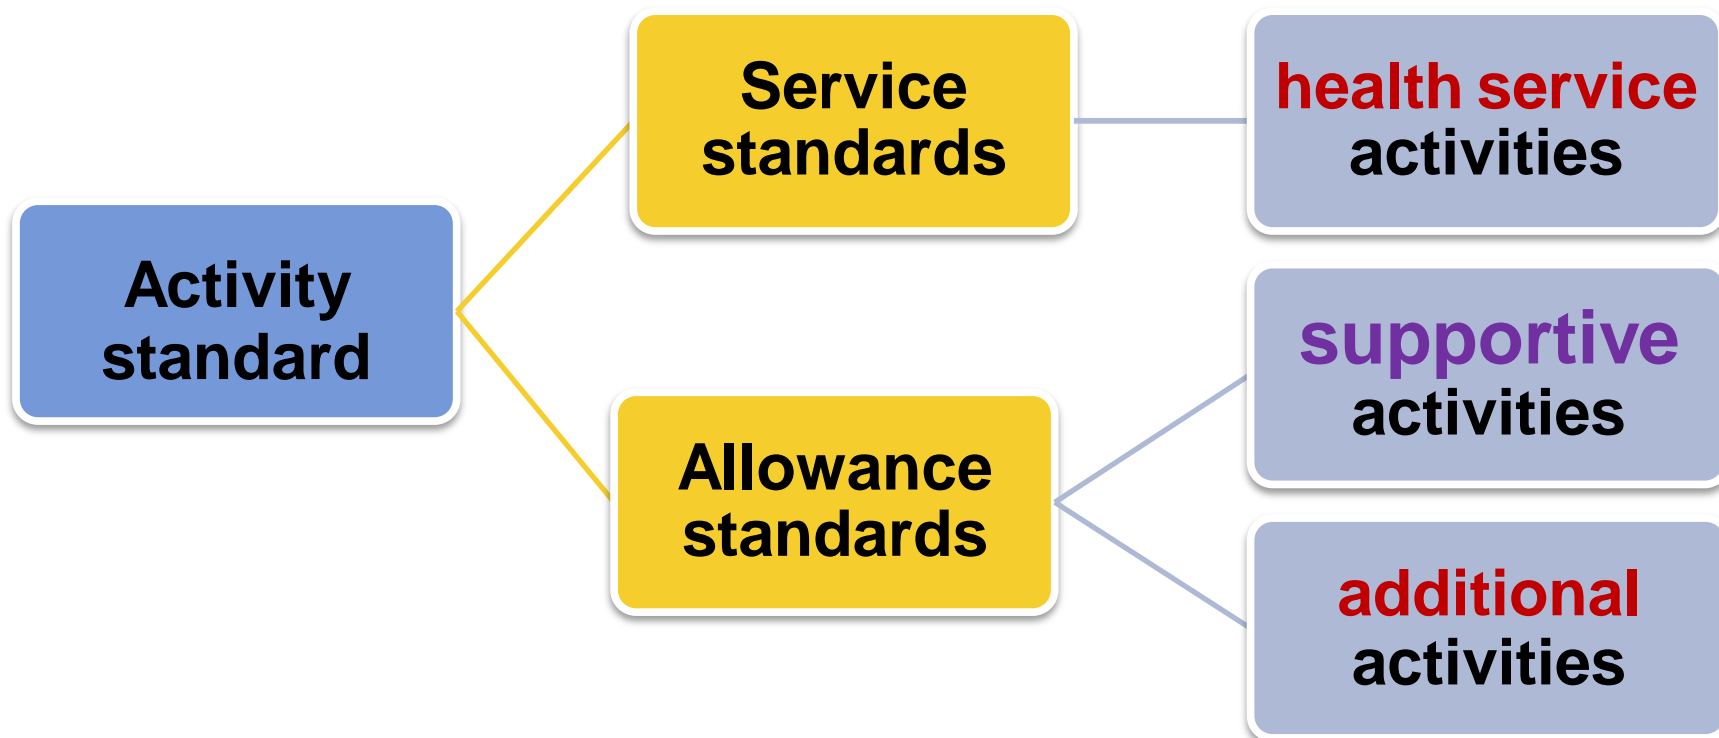 Activity
standard
Service
standards
health service
activities
Allowance
standards
supportive
activities
additional
activities